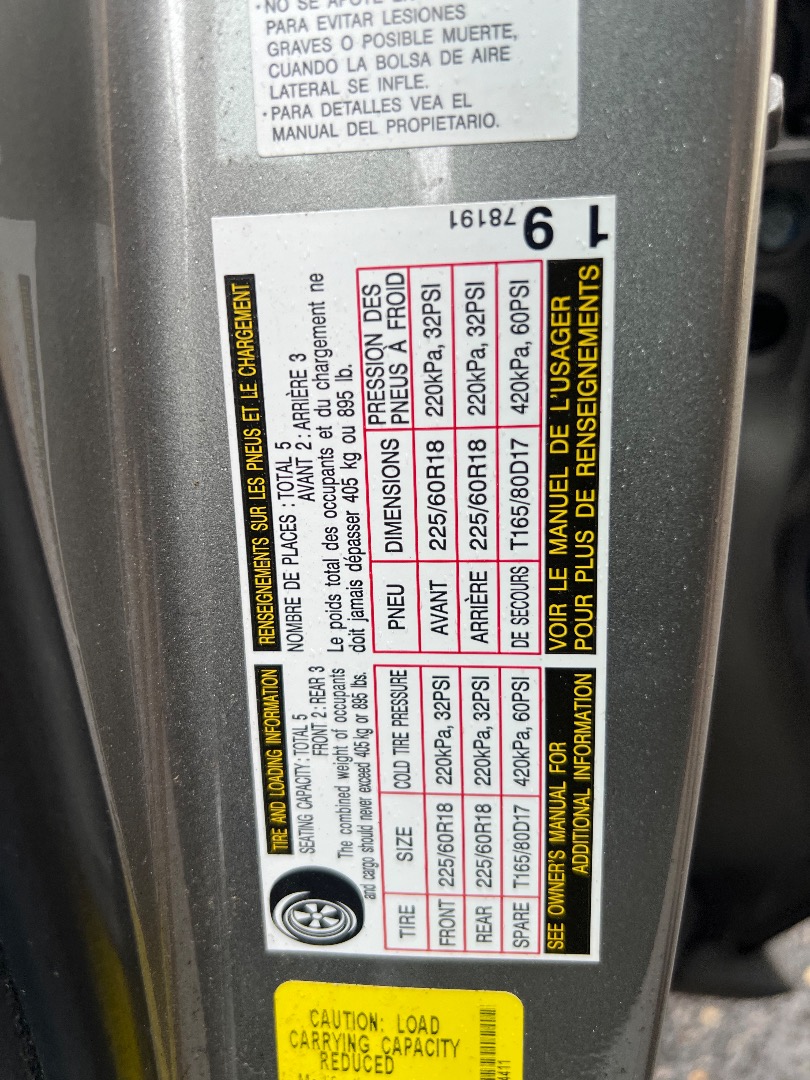 ·NO SE
PARA EVITAR LESIONES
GRAVES O POSIBLE MUERTE,
CUANDO LA BOLSA DE AIRE
LATERAL SE INFLE.
·PARA DETALLES VEA EL
MANUAL DEL PROPIETARIO.
TIRE AND LOADING INFORMATION
SEATING CAPACITY: TOTAL 5
FRONT 2: REAR 3
The combined weight of occupants
and cargo should never exceed 405 kg or 895 lbs.
TIRE SIZE COLD TIRE PRESSURE
FRONT 225/60R18 220kPa, 32PSI
REAR 225/60R18 220kPa, 32PSI
SPARE T165/80D17 420kPa, 60PSI
SEE OWNER'S MANUAL FOR
ADDITIONAL INFORMATION
RENSEIGNEMENTS SUR LES PNEUS ET LE CHARGEMENT
NOMBRE DE PLACES : TOTAL 5
AVANT 2: ARRIÈRE 3
Le poids total des occupants et du chargement ne
doit jamais dépasser 405 kg ou 895 lb.
PNEU DIMENSIONS PRESSION DES
PNEUS À FROID
AVANT 225/60R18 220kPa, 32PSI
ARRIÈRE 225/60R18 220kPa, 32PSI
DE SECOURS T165/80D17 420kPa, 60PSI
VOIR LE MANUEL DE L'USAGER
POUR PLUS DE RENSEIGNEMENTS
78191
1 9
CAUTION: LOAD
CARRYING CAPACITY
REDUCED
4411